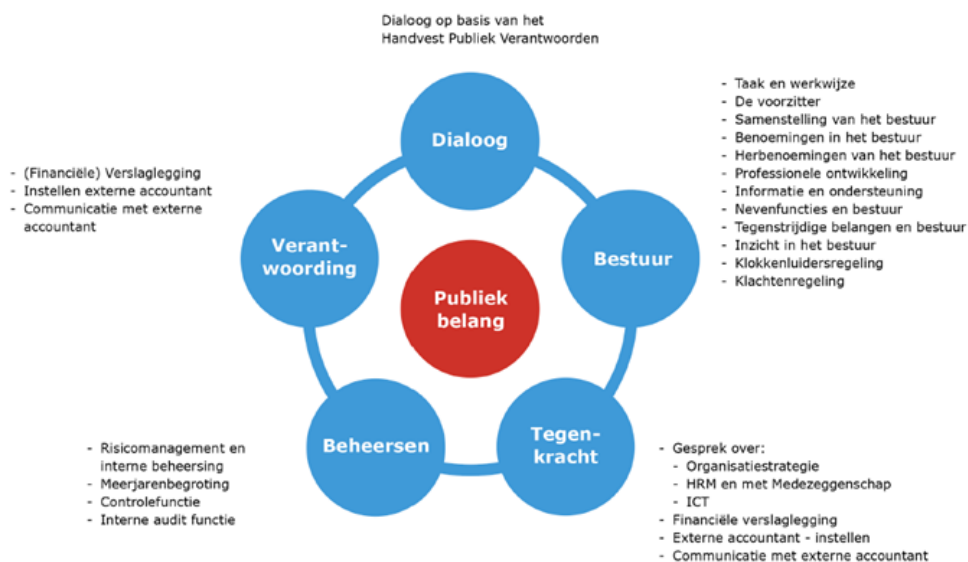 Dialoog op basis van het
Handvest Publiek Verantwoorden
Dialoog
- Taak en werkwijze
- De voorzitter
- Samenstelling van het bestuur
- Benoemingen in het bestuur
- Herbenoemingen van het bestuur
- Professionele ontwikkeling
- Informatie en ondersteuning
- Nevenfuncties en bestuur
- Tegenstrijdige belangen en bestuur
- Inzicht in het bestuur
- Klokkenluidersregeling
- Klachtenregeling
Bestuur
- (Financiële) Verslaglegging
- Instellen externe accountant
- Communicatie met externe
accountant
Verant-
woording
Publiek
belang
Beheersen
- Risicomanagement en
interne beheersing
- Meerjarenbegroting
- Controlefunctie
- Interne audit functie
Tegen-
kracht
- Gesprek over:
- Organisatiestrategie
- HRM en met Medezeggenschap
- ICT
- Financiële verslaglegging
- Externe accountant - instellen
- Communicatie met externe accountant